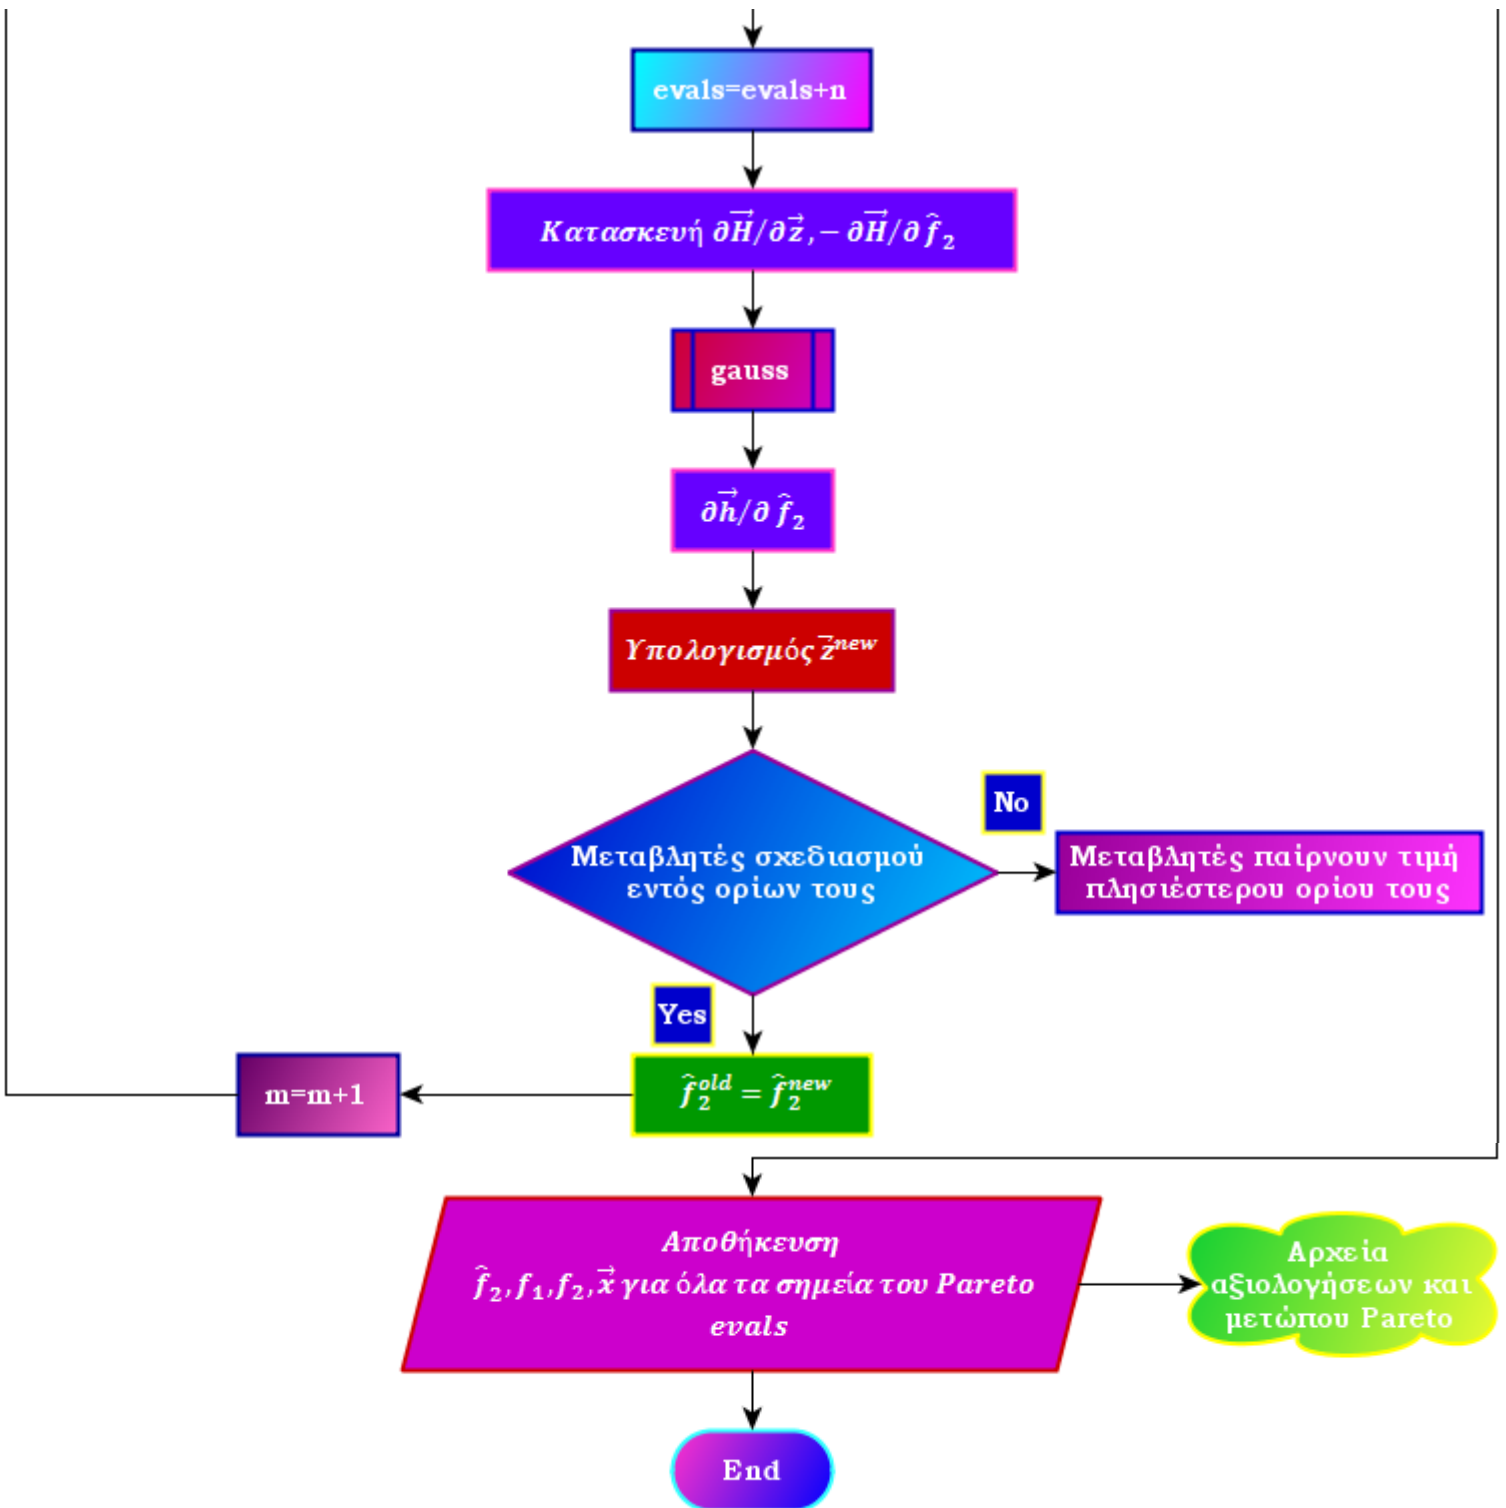 evals=evals+n
Κατασκευή ∂H⃗/∂z⃗,−∂H⃗/∂f̂₂
gauss
∂h⃗/∂f̂₂
Υπολογισμός z⃗ⁿᵉʷ
No
Μεταβλητές σχεδιασμού
εντός ορίων τους
Μεταβλητές παίρνουν τιμή
πλησιέστερου ορίου τους
Yes
f̂₂^old = f̂₂^new
m=m+1
Αποθήκευση
f̂₂,f₁,f₂,x⃗ για όλα τα σημεία του Pareto
evals
Αρχεία
αξιολογήσεων και
μετώπου Pareto
End